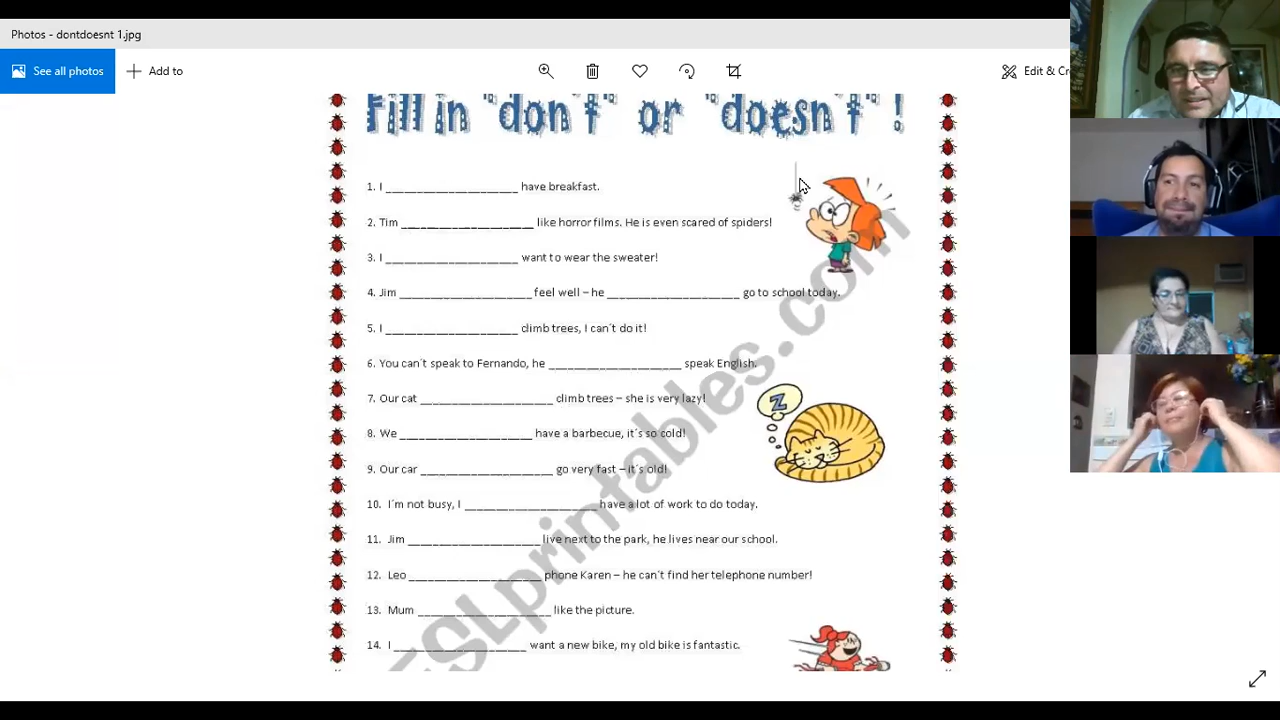 Photos - dontdoesnt 1.jpg
See all photos
Add to
Edit & Cr
Fill in "don't" or "doesn't" !
1. I ____________________ have breakfast.
2. Tim ____________________ like horror films. He is even scared of spiders!
3. I ____________________ want to wear the sweater!
4. Jim ____________________ feel well – he ____________________ go to school today.
5. I ____________________ climb trees, I can´t do it!
6. You can´t speak to Fernando, he ____________________ speak English.
7. Our cat ____________________ climb trees – she is very lazy!
Z
8. We ____________________ have a barbecue, it´s so cold!
9. Our car ____________________ go very fast – it´s old!
10. I´m not busy, I ____________________ have a lot of work to do today.
11. Jim ____________________ live next to the park, he lives near our school.
12. Leo ____________________ phone Karen – he can´t find her telephone number!
13. Mum ____________________ like the picture.
14. I ____________________ want a new bike, my old bike is fantastic.
ESLprintables.com